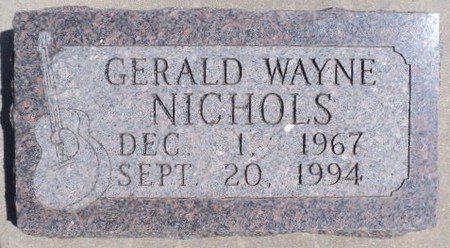 GERALD WAYNE
NICHOLS
DEC. 1, 1967
SEPT. 20, 1994